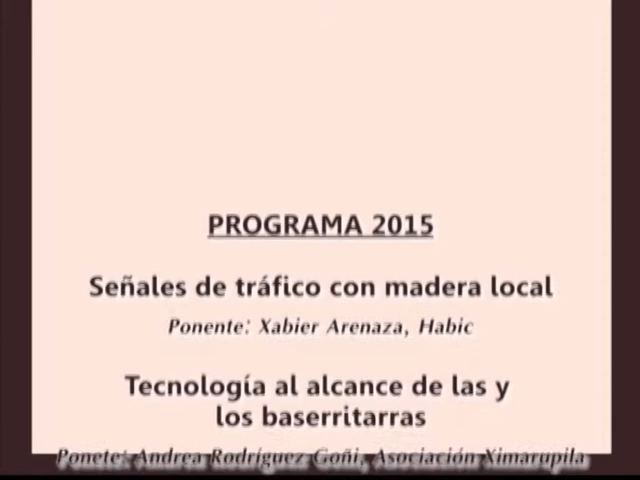 PROGRAMA 2015
Señales de tráfico con madera local
Ponente: Xabier Arenaza, Habic
Tecnología al alcance de las y
los baserritarras
Ponete: Andrea Rodríguez Goñi, Asociación Ximarupila